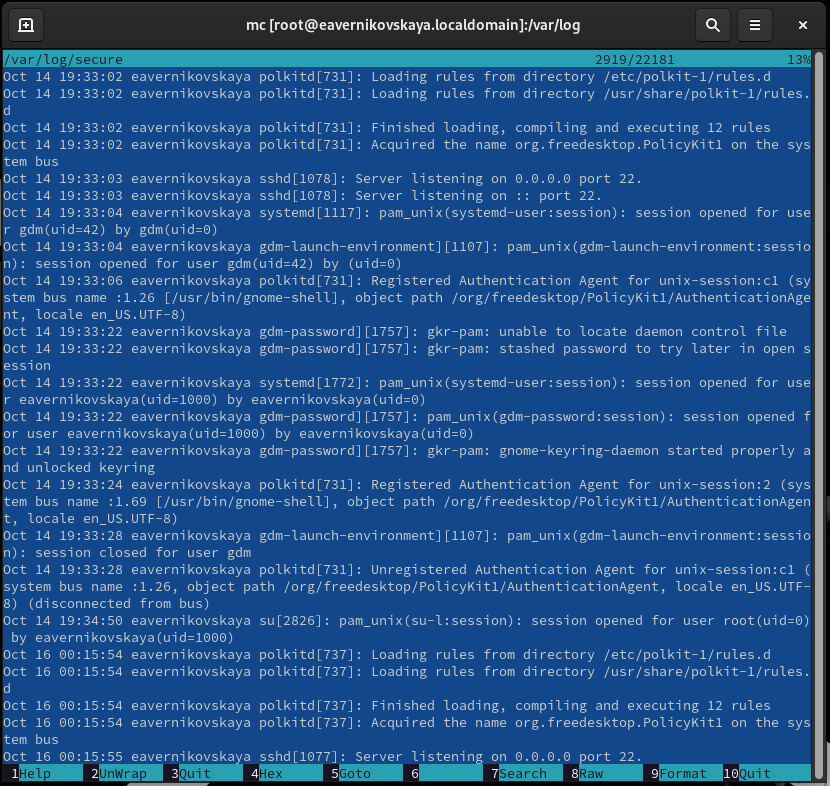 mc [root@eavernikovskaya.localdomain]:/var/log
/var/log/secure 2919/22181 13%
Oct 14 19:33:02 eavernikovskaya polkitd[731]: Loading rules from directory /etc/polkit-1/rules.d
Oct 14 19:33:02 eavernikovskaya polkitd[731]: Loading rules from directory /usr/share/polkit-1/rules.
d
Oct 14 19:33:02 eavernikovskaya polkitd[731]: Finished loading, compiling and executing 12 rules
Oct 14 19:33:02 eavernikovskaya polkitd[731]: Acquired the name org.freedesktop.PolicyKit1 on the sys
tem bus
Oct 14 19:33:03 eavernikovskaya sshd[1078]: Server listening on 0.0.0.0 port 22.
Oct 14 19:33:03 eavernikovskaya sshd[1078]: Server listening on :: port 22.
Oct 14 19:33:04 eavernikovskaya systemd[1117]: pam_unix(systemd-user:session): session opened for use
r gdm(uid=42) by gdm(uid=0)
Oct 14 19:33:04 eavernikovskaya gdm-launch-environment][1107]: pam_unix(gdm-launch-environment:sessio
n): session opened for user gdm(uid=42) by (uid=0)
Oct 14 19:33:06 eavernikovskaya polkitd[731]: Registered Authentication Agent for unix-session:c1 (sy
stem bus name :1.26 [/usr/bin/gnome-shell], object path /org/freedesktop/PolicyKit1/AuthenticationAge
nt, locale en_US.UTF-8)
Oct 14 19:33:22 eavernikovskaya gdm-password][1757]: gkr-pam: unable to locate daemon control file
Oct 14 19:33:22 eavernikovskaya gdm-password][1757]: gkr-pam: stashed password to try later in open s
ession
Oct 14 19:33:22 eavernikovskaya systemd[1772]: pam_unix(systemd-user:session): session opened for use
r eavernikovskaya(uid=1000) by eavernikovskaya(uid=0)
Oct 14 19:33:22 eavernikovskaya gdm-password][1757]: pam_unix(gdm-password:session): session opened f
or user eavernikovskaya(uid=1000) by eavernikovskaya(uid=0)
Oct 14 19:33:22 eavernikovskaya gdm-password][1757]: gkr-pam: gnome-keyring-daemon started properly a
nd unlocked keyring
Oct 14 19:33:24 eavernikovskaya polkitd[731]: Registered Authentication Agent for unix-session:2 (sys
tem bus name :1.69 [/usr/bin/gnome-shell], object path /org/freedesktop/PolicyKit1/AuthenticationAgen
t, locale en_US.UTF-8)
Oct 14 19:33:28 eavernikovskaya gdm-launch-environment][1107]: pam_unix(gdm-launch-environment:sessio
n): session closed for user gdm
Oct 14 19:33:28 eavernikovskaya polkitd[731]: Unregistered Authentication Agent for unix-session:c1 (
system bus name :1.26, object path /org/freedesktop/PolicyKit1/AuthenticationAgent, locale en_US.UTF-
8) (disconnected from bus)
Oct 14 19:34:50 eavernikovskaya su[2826]: pam_unix(su-l:session): session opened for user root(uid=0)
 by eavernikovskaya(uid=1000)
Oct 16 00:15:54 eavernikovskaya polkitd[737]: Loading rules from directory /etc/polkit-1/rules.d
Oct 16 00:15:54 eavernikovskaya polkitd[737]: Loading rules from directory /usr/share/polkit-1/rules.
d
Oct 16 00:15:54 eavernikovskaya polkitd[737]: Finished loading, compiling and executing 12 rules
Oct 16 00:15:54 eavernikovskaya polkitd[737]: Acquired the name org.freedesktop.PolicyKit1 on the sys
tem bus
Oct 16 00:15:55 eavernikovskaya sshd[1077]: Server listening on 0.0.0.0 port 22.
1Help 2UnWrap 3Quit 4Hex 5Goto 6 7Search 8Raw 9Format 10Quit